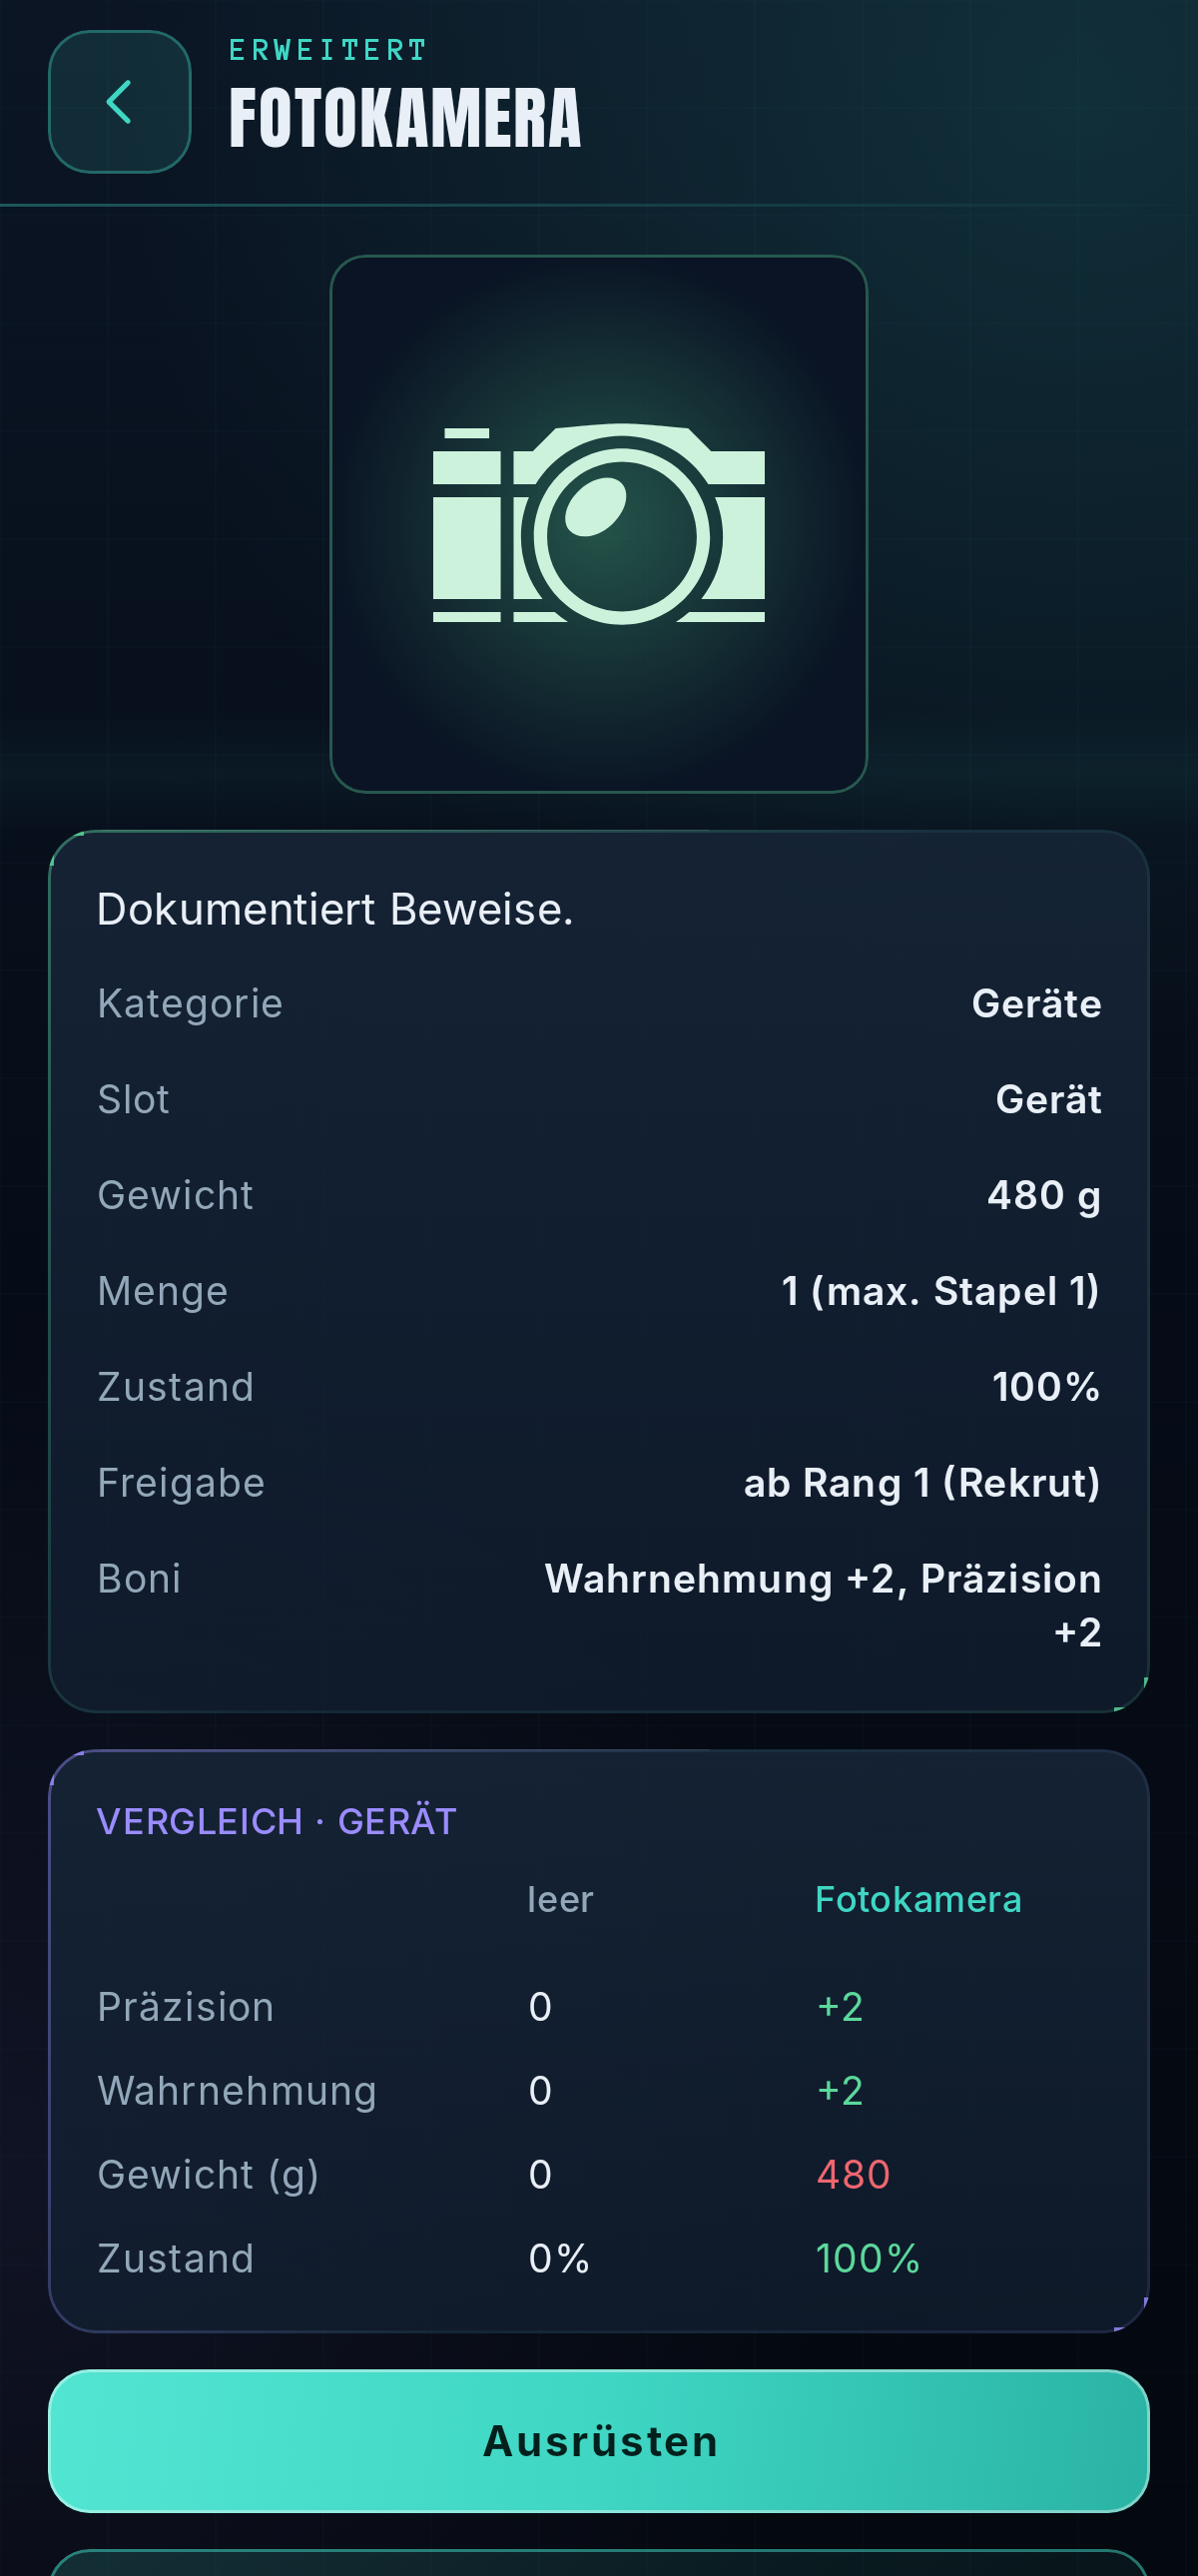 ERWEITERT
FOTOKAMERA
Dokumentiert Beweise.
Kategorie Geräte
Slot Gerät
Gewicht 480 g
Menge 1 (max. Stapel 1)
Zustand 100%
Freigabe ab Rang 1 (Rekrut)
Boni Wahrnehmung +2, Präzision
+2
VERGLEICH · GERÄT
leer Fotokamera
Präzision 0 +2
Wahrnehmung 0 +2
Gewicht (g) 0 480
Zustand 0% 100%
Ausrüsten